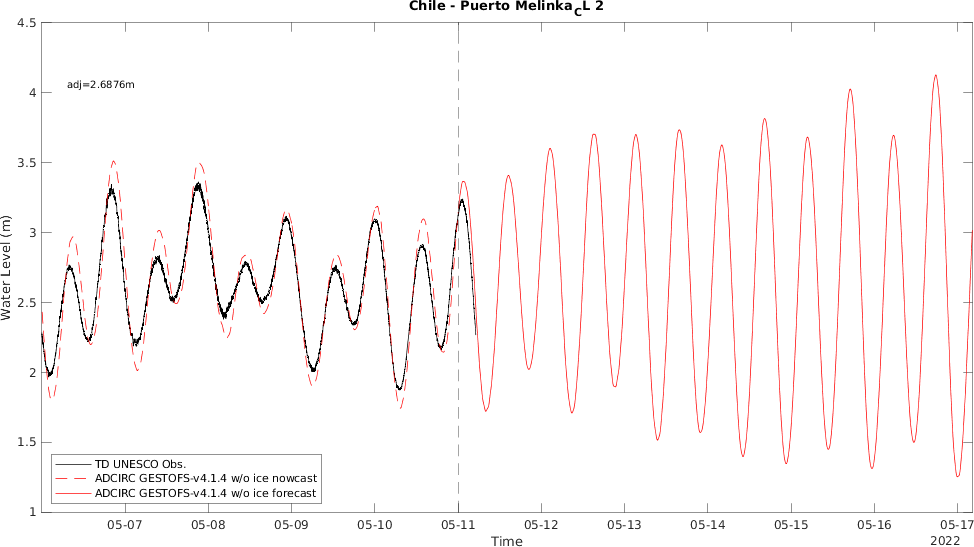 Chile - Puerto Melinka_CL 2
4.5
adj=2.6876m
4
3.5
3
2.5
2
1.5
1
Water Level (m)
TD UNESCO Obs.
ADCIRC GESTOFS-v4.1.4 w/o ice nowcast
ADCIRC GESTOFS-v4.1.4 w/o ice forecast
05-07 05-08 05-09 05-10 05-11 05-12 05-13 05-14 05-15 05-16 05-17
Time
2022